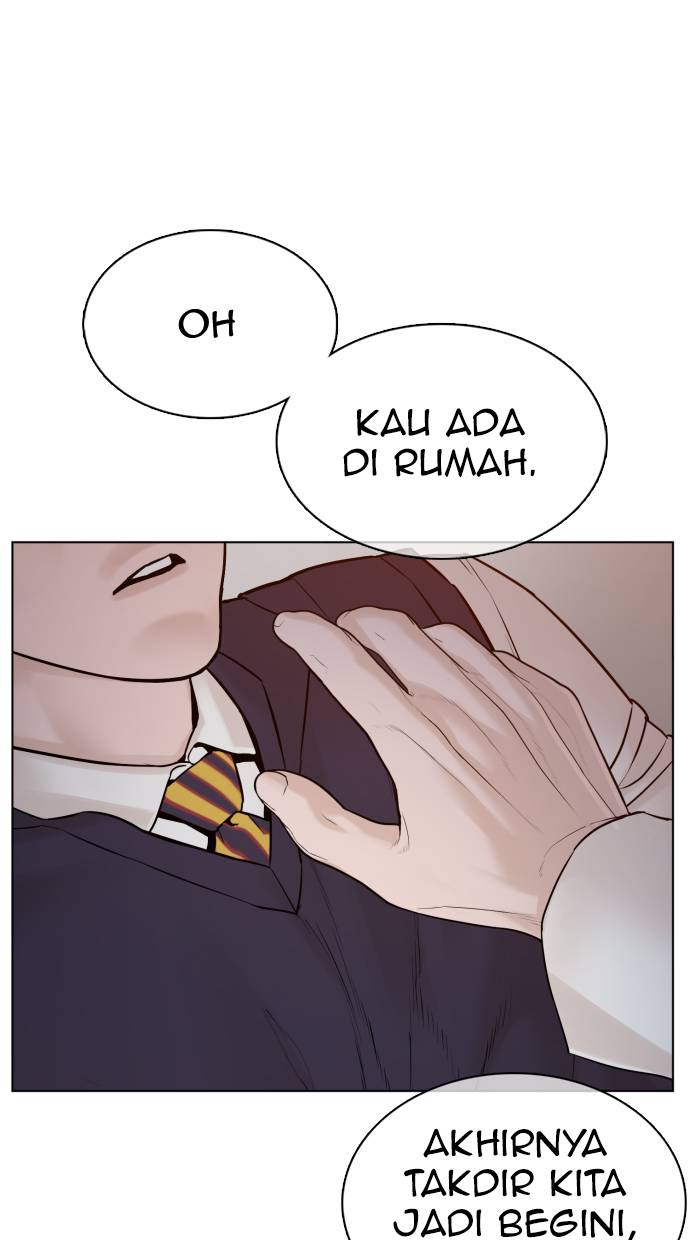 OH
KAU ADA
DI RUMAH.
AKHIRNYA
TAKDIR KITA
JADI BEGINI,